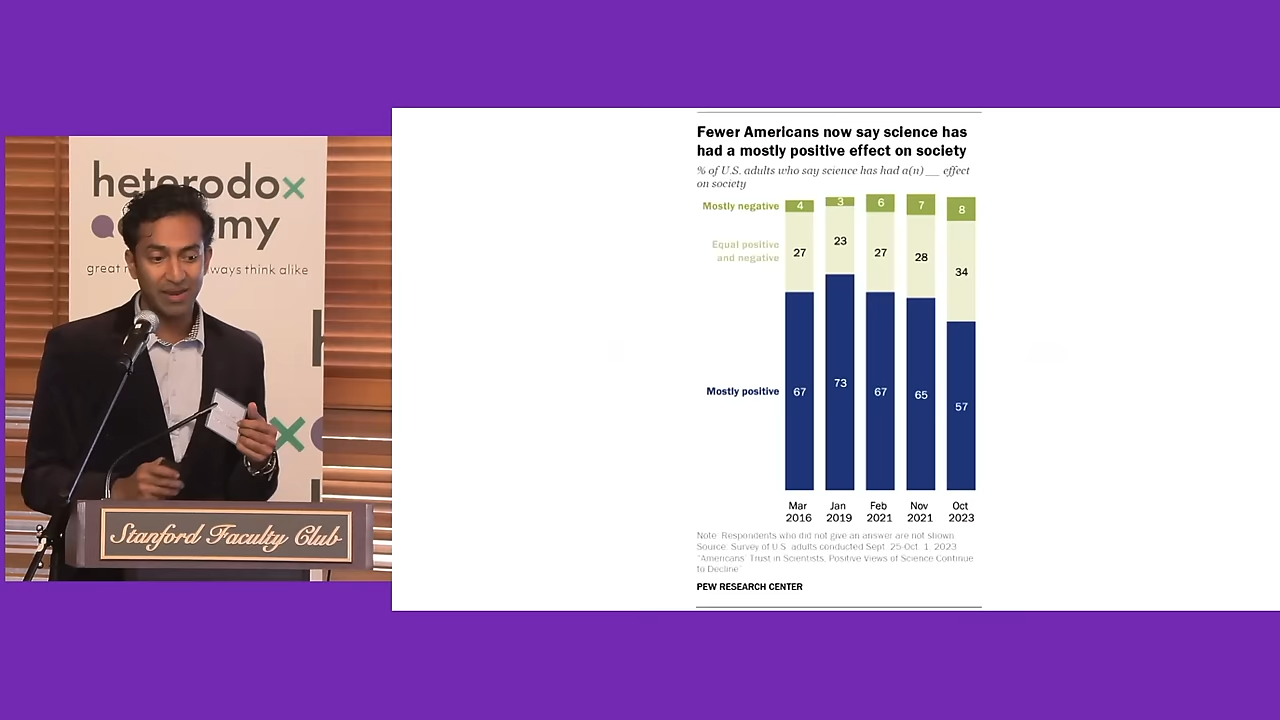 heterodox
my
great
ways think alike
Stanford Faculty Club
Fewer Americans now say science has
had a mostly positive effect on society
% of U.S. adults who say science has had a(n) __ effect
on society
Mostly negative
4
3
6
7
8
Equal positive
and negative
27
23
27
28
34
Mostly positive
67
73
67
65
57
Mar
2016
Jan
2019
Feb
2021
Nov
2021
Oct
2023
Note: Respondents who did not give an answer are not shown.
Source: Survey of U.S. adults conducted Sept. 25-Oct. 1, 2023.
"Americans' Trust in Scientists, Positive Views of Science Continue
to Decline"
PEW RESEARCH CENTER